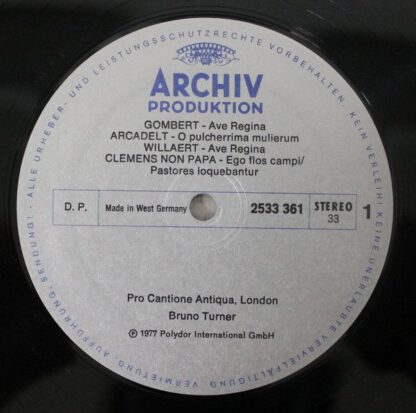 ALLE URHEBER- UND LEISTUNGSSCHUTZRECHTE VORBEHALTEN. KEIN VERLEIH! KEINE UNERLAUBTE VERVIELFÄLTIGUNG, VERMIETUNG, AUFFÜHRUNG, SENDUNG!
ARCHIV
PRODUKTION
GOMBERT - Ave Regina
ARCADELT - O pulcherrima mulierum
WILLAERT - Ave Regina
CLEMENS NON PAPA - Ego flos campi/
Pastores loquebantur
D. P. Made in West Germany 2533 361 STEREO 33 1
Pro Cantione Antiqua, London
Bruno Turner
℗ 1977 Polydor International GmbH